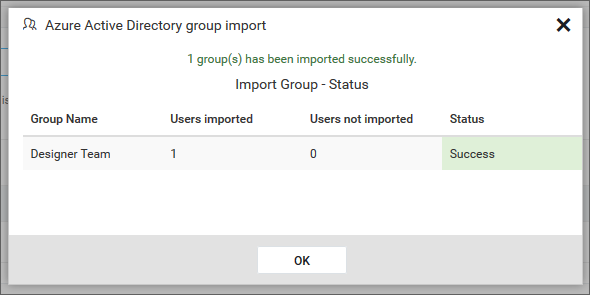 Azure Active Directory group import
1 group(s) has been imported successfully.
Import Group - Status
Group Name Users imported Users not imported Status
Designer Team 1 0 Success
is
OK